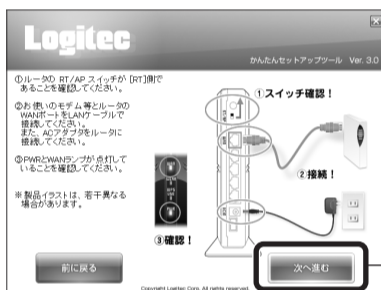 Logitec
かんたんセットアップツール Ver. 3.0
①ルータの RT/AP スイッチが [RT]側で
あることを確認してください。
②お使いのモデム等とルータの
WANポートをLANケーブルで
接続してください。
また、ACアダプタをルータに
接続してください。
③PWRとWANランプが点灯して
いることを確認してください。
※製品イラストは、若干異なる
場合があります。
①スイッチ確認！
②接続！
③確認！
前に戻る
次へ進む
Copyright Logitec Corp. All rights reserved.